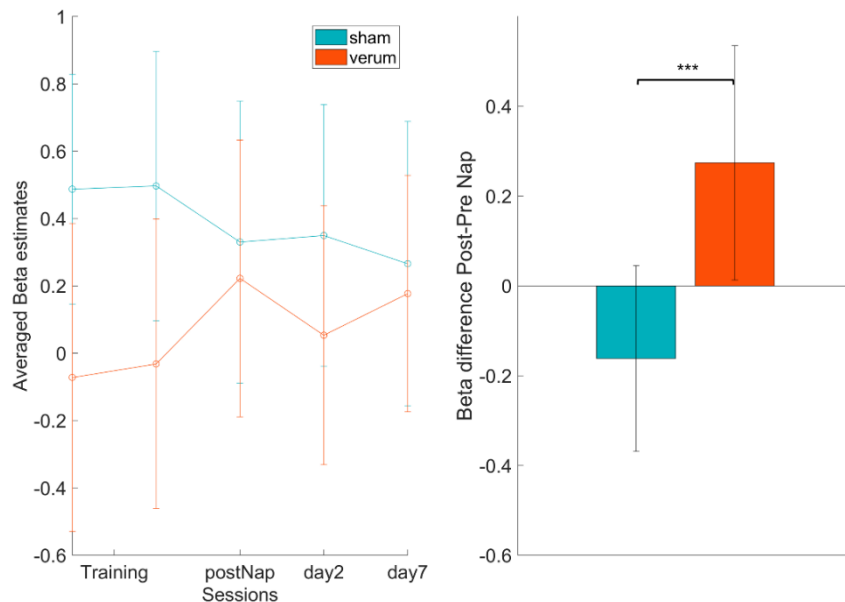 1
0.8
0.6
0.4
0.2
0
-0.2
-0.4
-0.6
Averaged Beta estimates
sham
verum
Training postNap day2 day7
Sessions
0.4
0.2
0
-0.2
-0.4
-0.6
Beta difference Post-Pre Nap
***